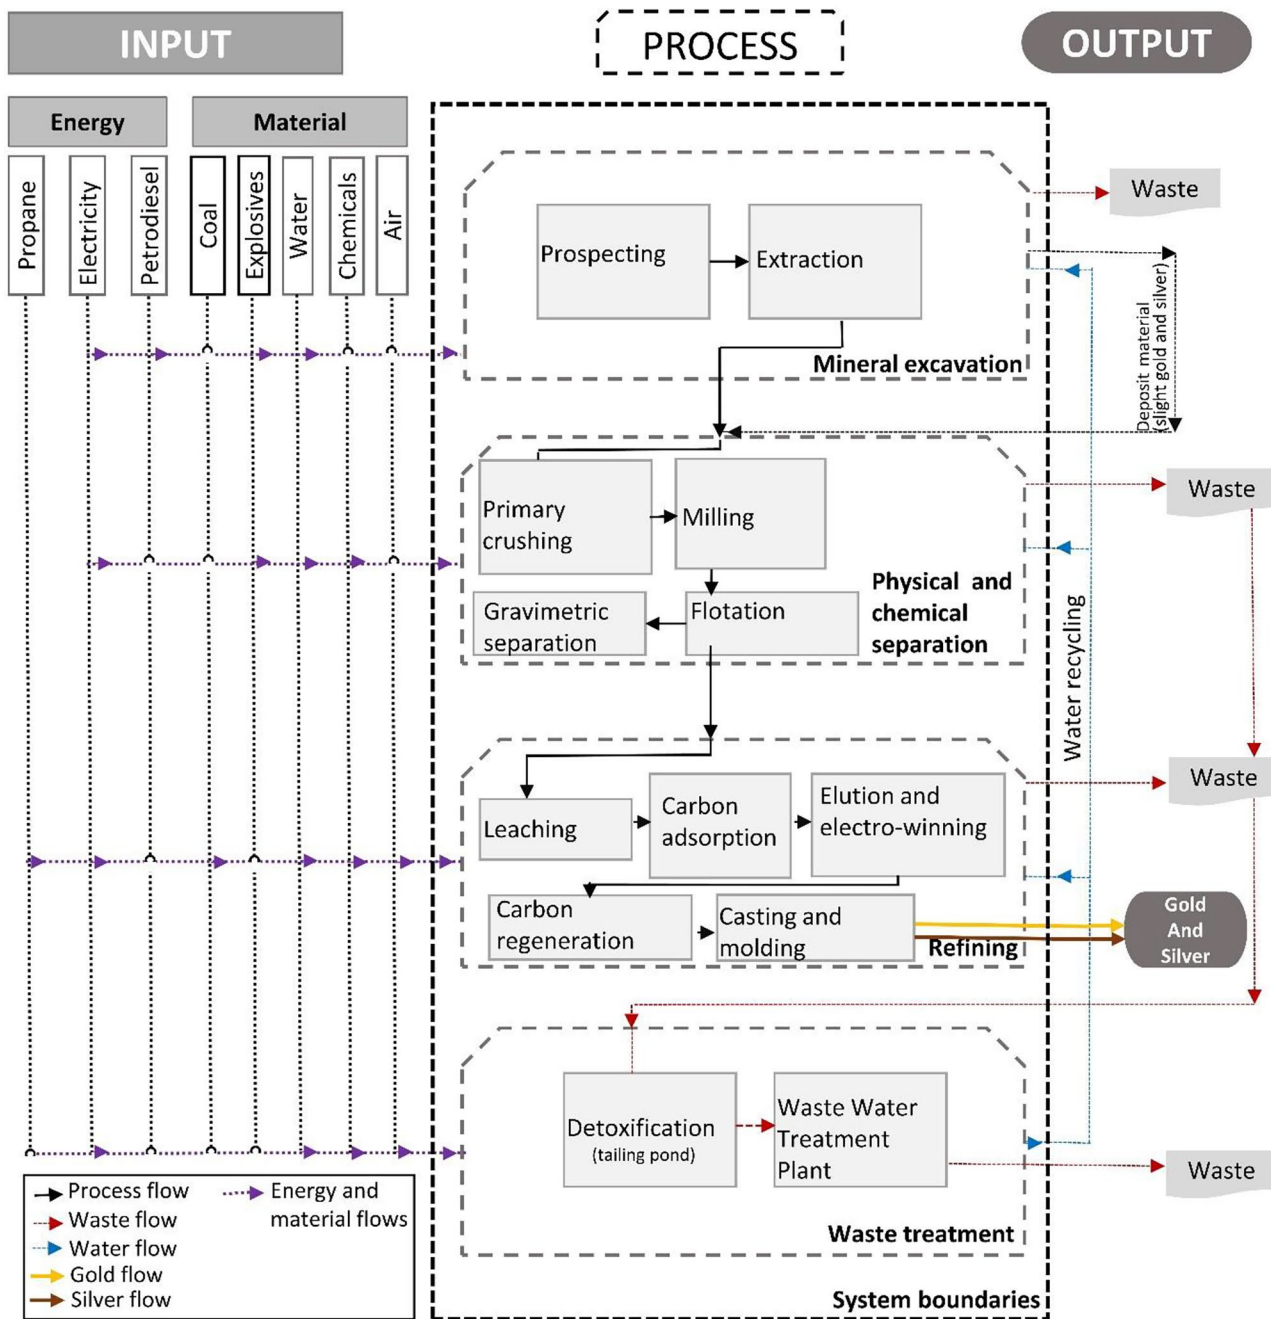 INPUT
PROCESS
OUTPUT
Energy
Material
Propane
Electricity
Petrodiesel
Coal
Explosives
Water
Chemicals
Air
Waste
Prospecting
Extraction
Mineral excavation
Deposit material
(slight gold and silver)
Primary
crushing
Milling
Waste
Gravimetric
separation
Flotation
Physical and
chemical
separation
Water recycling
Leaching
Carbon
adsorption
Elution and
electro-winning
Waste
Carbon
regeneration
Casting and
molding
Refining
Gold
And
Silver
Detoxification
(tailing pond)
Waste Water
Treatment
Plant
Waste
Waste treatment
System boundaries
Process flow
Waste flow
Water flow
Gold flow
Silver flow
Energy and
material flows